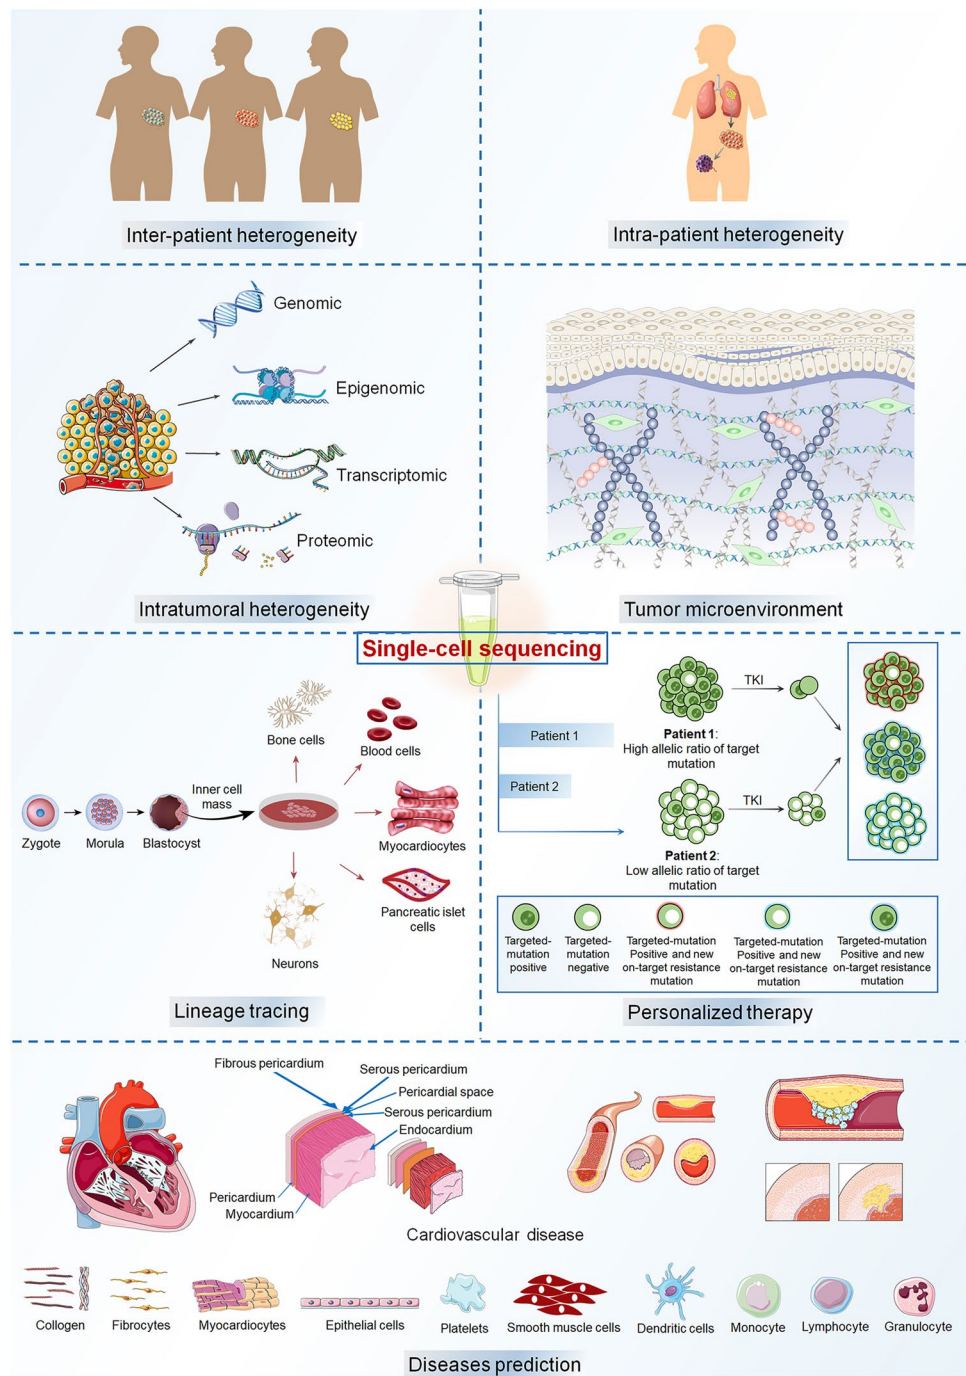 Inter-patient heterogeneity
Intra-patient heterogeneity
Genomic
Epigenomic
Transcriptomic
Proteomic
Intratumoral heterogeneity
Tumor microenvironment
Single-cell sequencing
Zygote
Morula
Blastocyst
Inner cell
mass
Bone cells
Blood cells
Myocardiocytes
Pancreatic islet
cells
Neurons
Lineage tracing
Patient 1
Patient 2
TKI
Patient 1:
High allelic ratio of target
mutation
TKI
Patient 2:
Low allelic ratio of target
mutation
Targeted-
mutation
positive
Targeted-
mutation
negative
Targeted-mutation
Positive and new
on-target resistance
mutation
Targeted-mutation
Positive and new
on-target resistance
mutation
Targeted-mutation
Positive and new
on-target resistance
mutation
Personalized therapy
Fibrous pericardium
Serous pericardium
Pericardial space
Serous pericardium
Endocardium
Pericardium
Myocardium
Cardiovascular disease
Collagen
Fibrocytes
Myocardiocytes
Epithelial cells
Platelets
Smooth muscle cells
Dendritic cells
Monocyte
Lymphocyte
Granulocyte
Diseases prediction